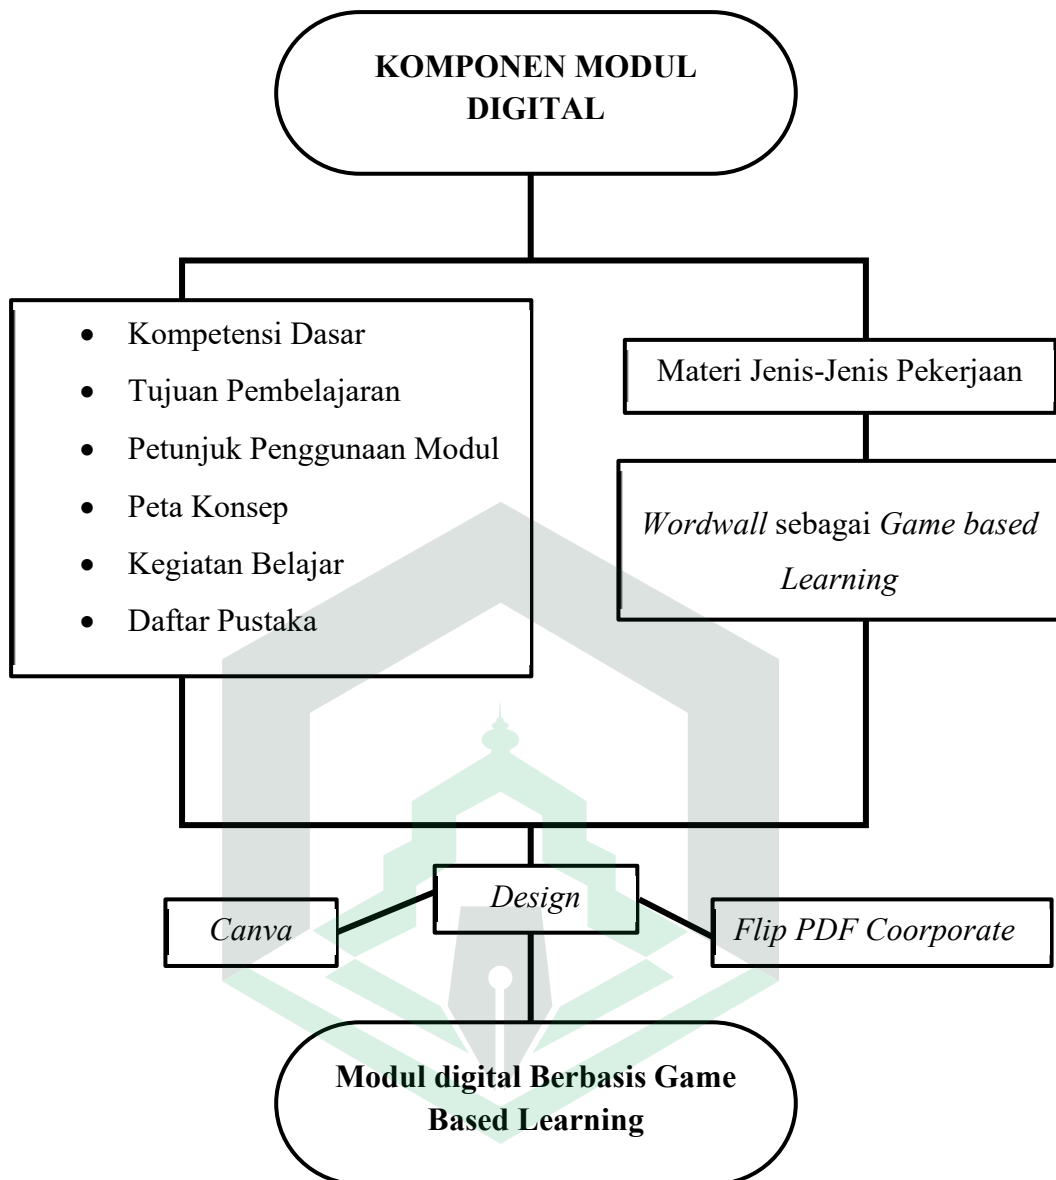 KOMPONEN MODUL
DIGITAL
• Kompetensi Dasar
• Tujuan Pembelajaran
• Petunjuk Penggunaan Modul
• Peta Konsep
• Kegiatan Belajar
• Daftar Pustaka
Materi Jenis-Jenis Pekerjaan
Wordwall sebagai Game based
Learning
Design
Canva
Flip PDF Coorporate
Modul digital Berbasis Game
Based Learning